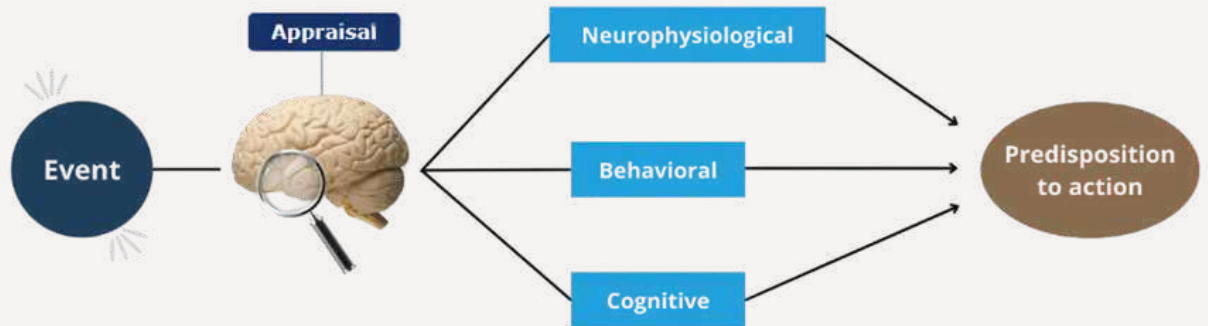 Appraisal
Neurophysiological
Event
Behavioral
Predisposition
to action
Cognitive